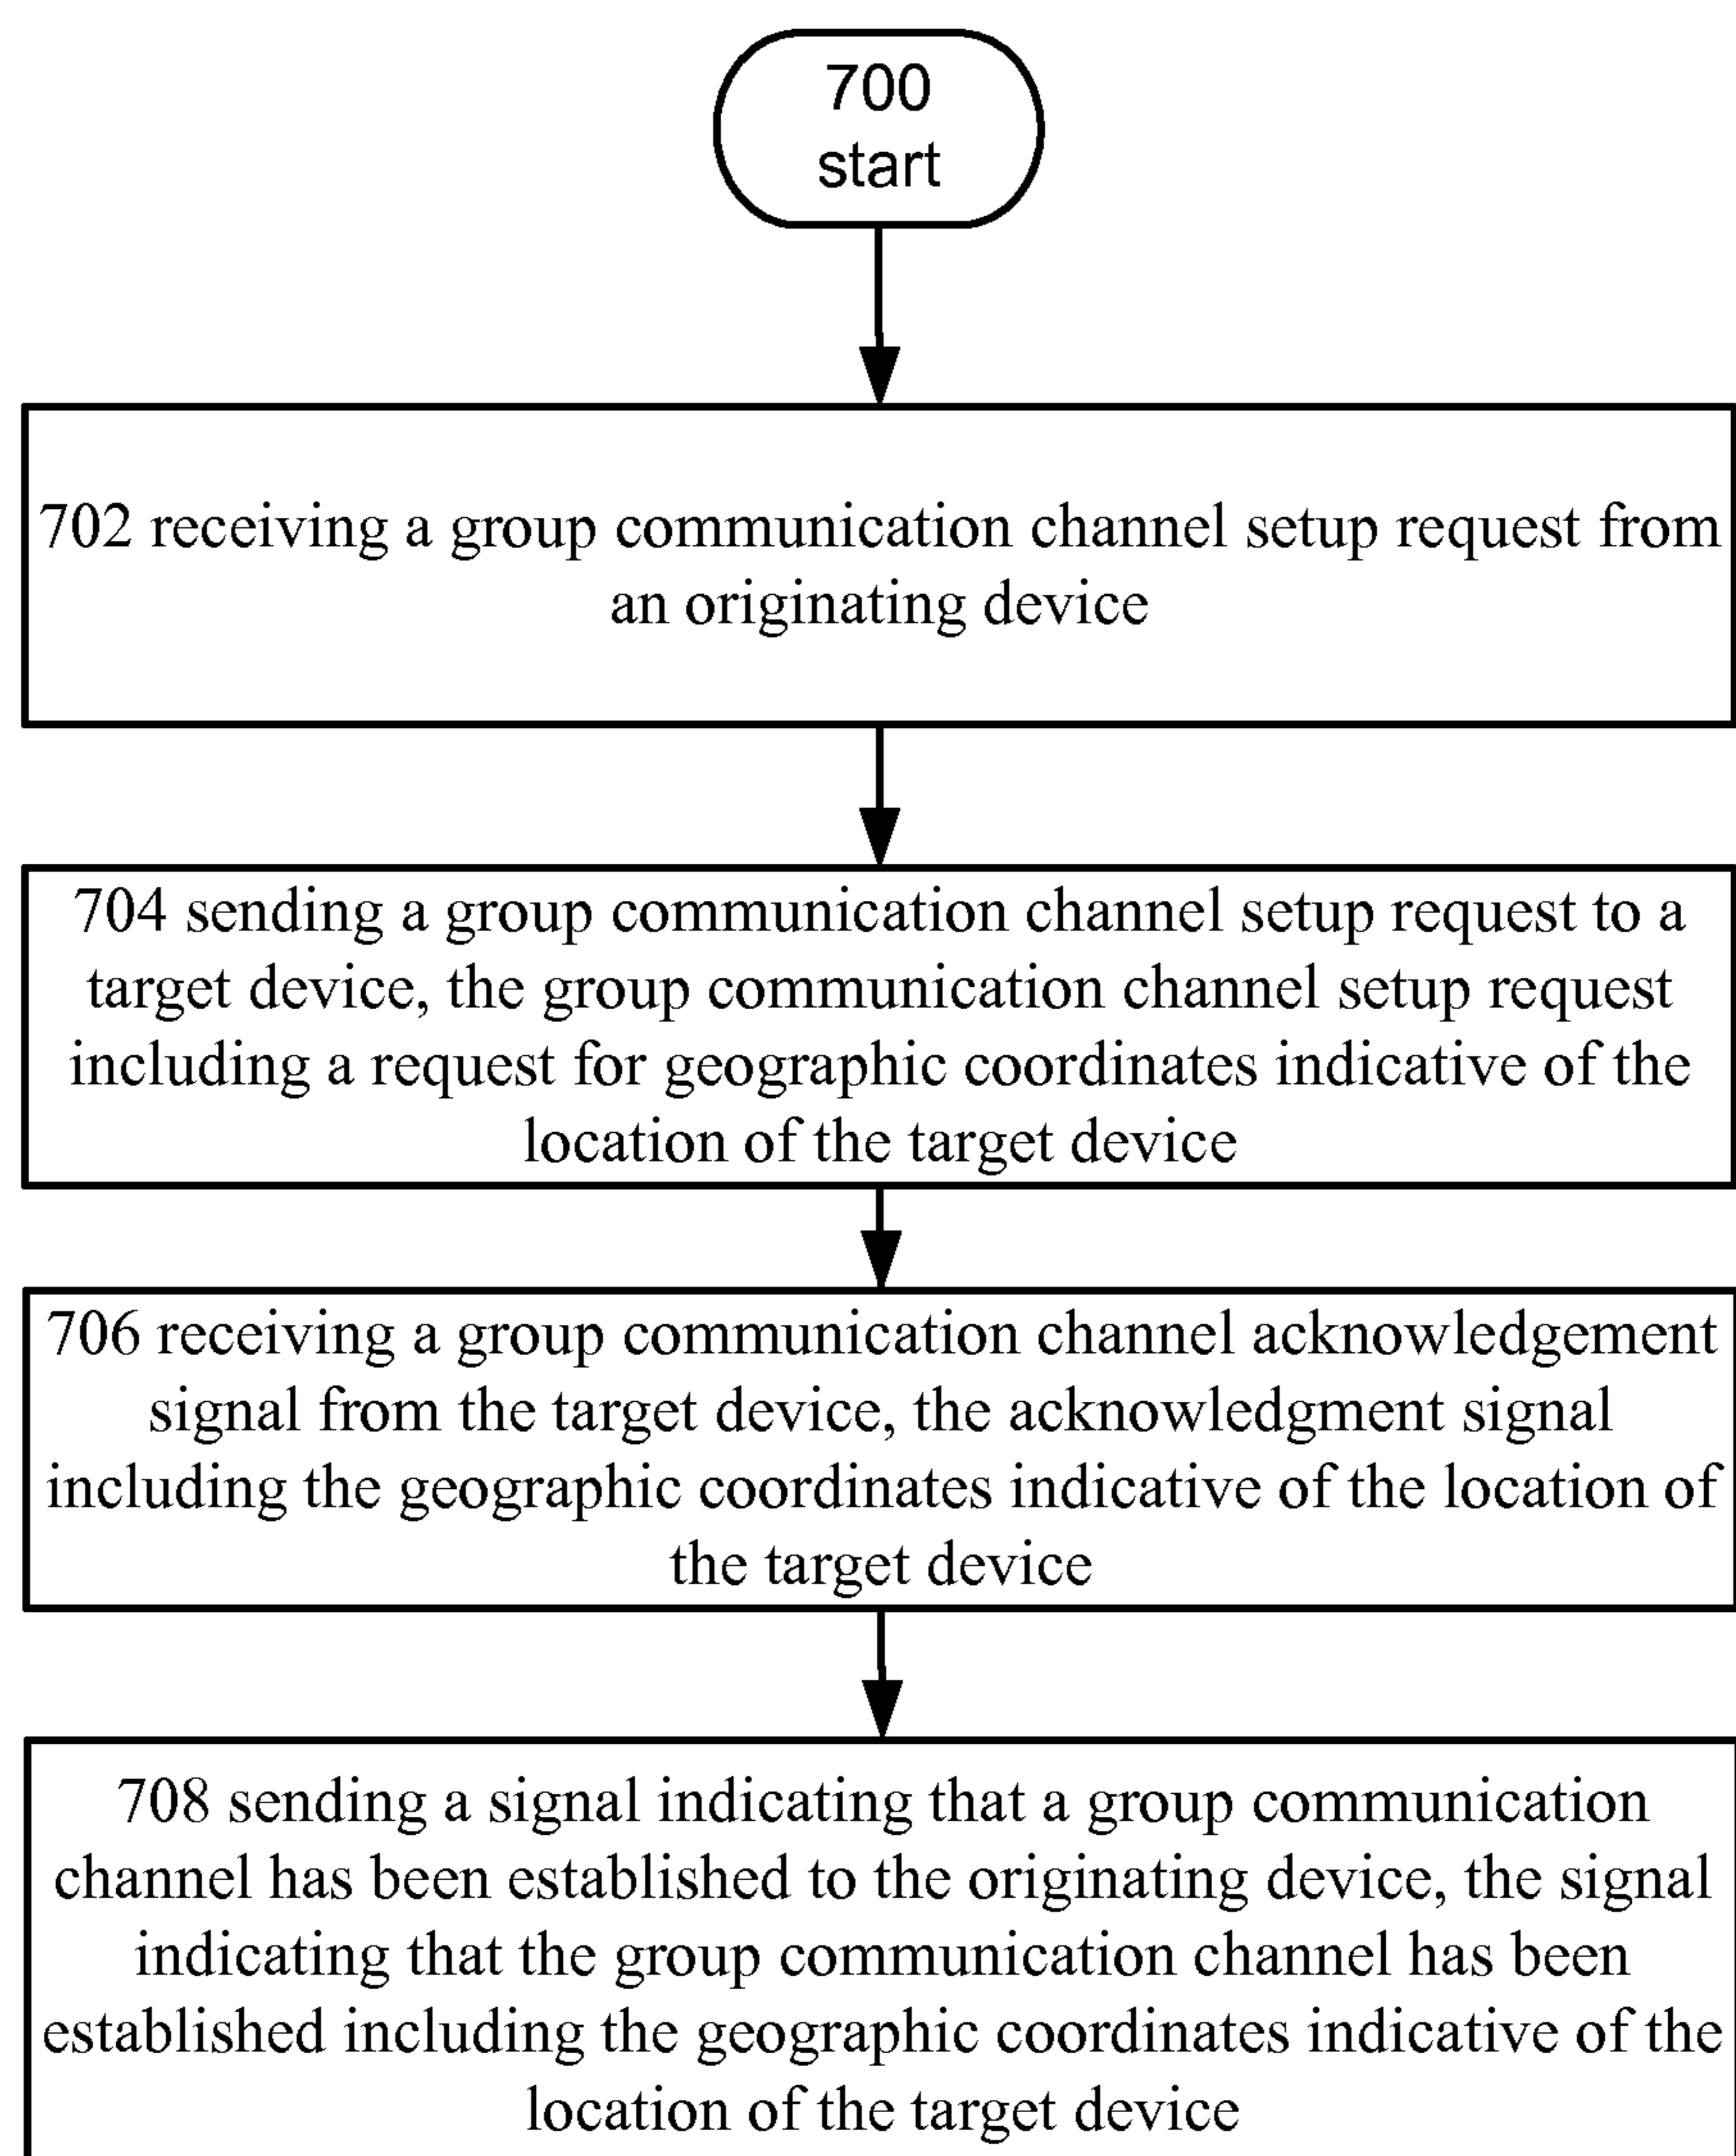 700
start
702 receiving a group communication channel setup request from
an originating device
704 sending a group communication channel setup request to a
target device, the group communication channel setup request
including a request for geographic coordinates indicative of the
location of the target device
706 receiving a group communication channel acknowledgement
signal from the target device, the acknowledgment signal
including the geographic coordinates indicative of the location of
the target device
708 sending a signal indicating that a group communication
channel has been established to the originating device, the signal
indicating that the group communication channel has been
established including the geographic coordinates indicative of the
location of the target device